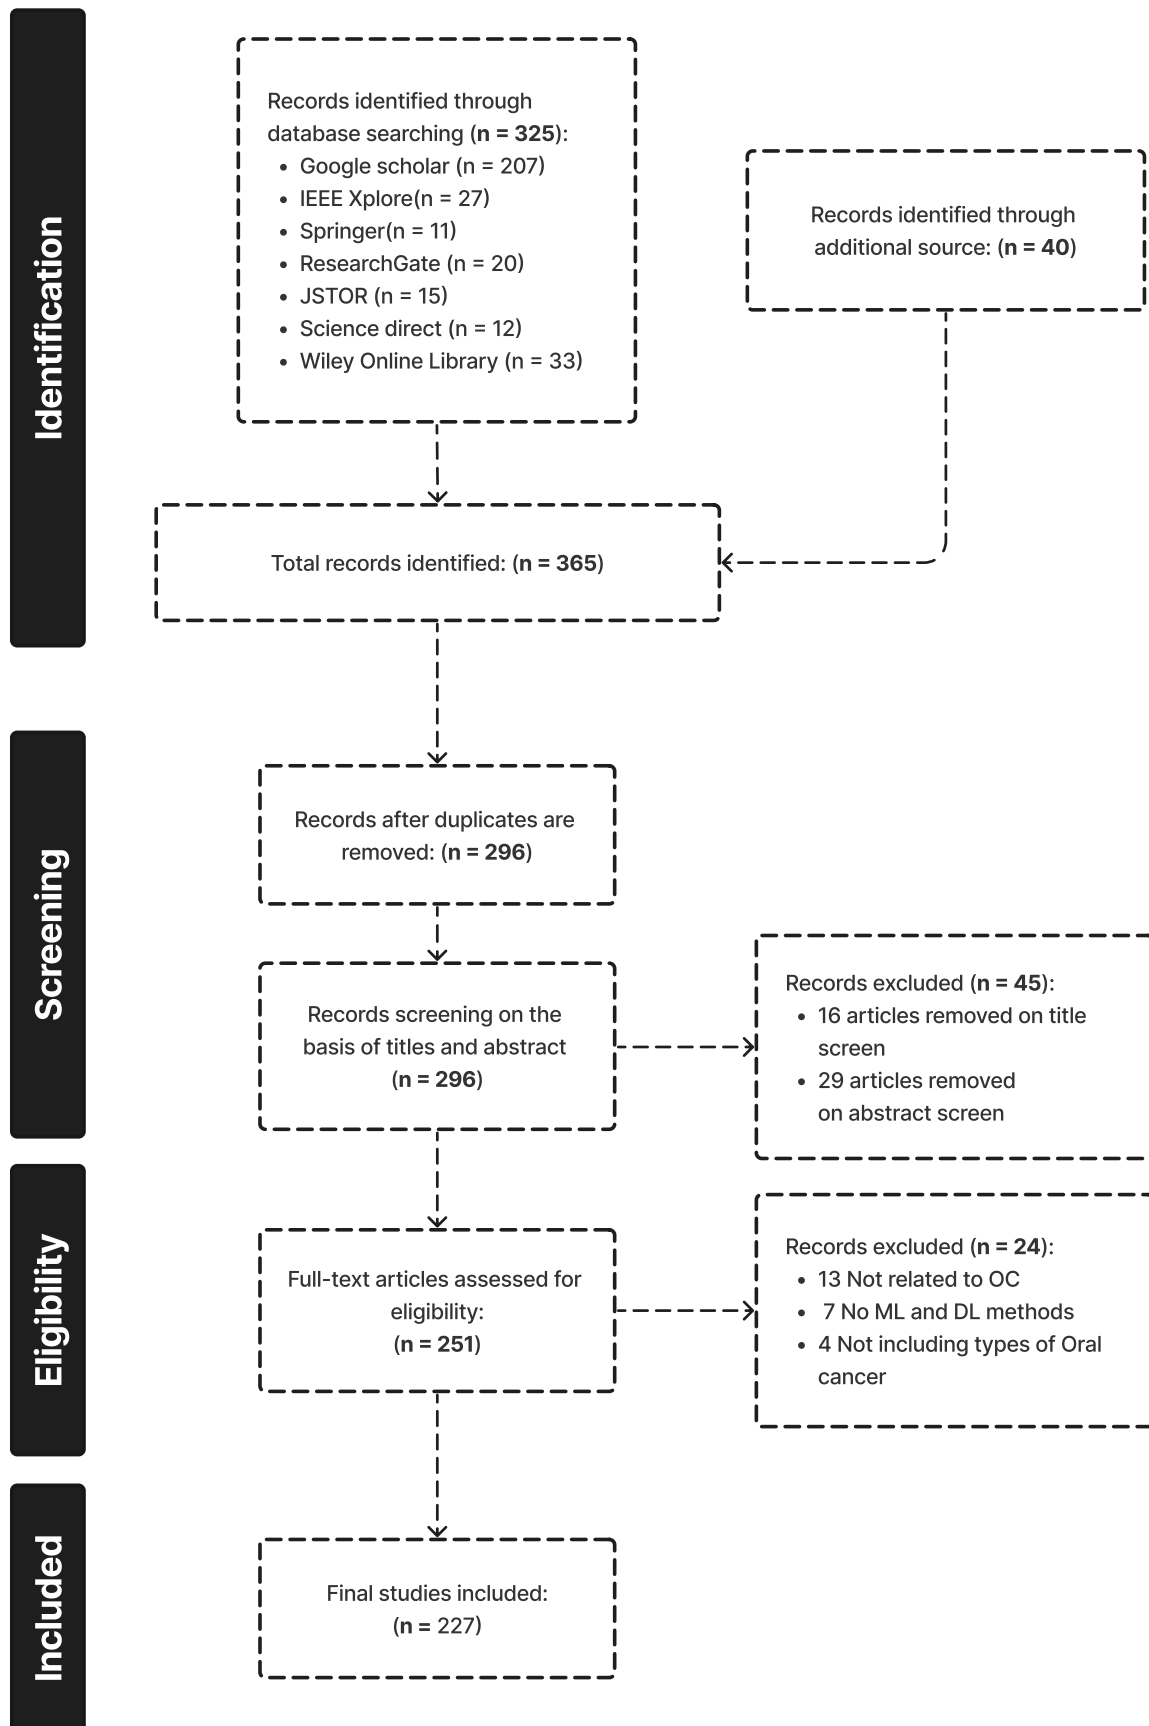 Identification
Records identified through
database searching (n = 325):
• Google scholar (n = 207)
• IEEE Xplore(n = 27)
• Springer(n = 11)
• ResearchGate (n = 20)
• JSTOR (n = 15)
• Science direct (n = 12)
• Wiley Online Library (n = 33)
Records identified through
additional source: (n = 40)
Total records identified: (n = 365)
Screening
Records after duplicates are
removed: (n = 296)
Records screening on the
basis of titles and abstract
(n = 296)
Records excluded (n = 45):
• 16 articles removed on title
screen
• 29 articles removed
on abstract screen
Eligibility
Full-text articles assessed for
eligibility:
(n = 251)
Records excluded (n = 24):
• 13 Not related to OC
• 7 No ML and DL methods
• 4 Not including types of Oral
cancer
Included
Final studies included:
(n = 227)